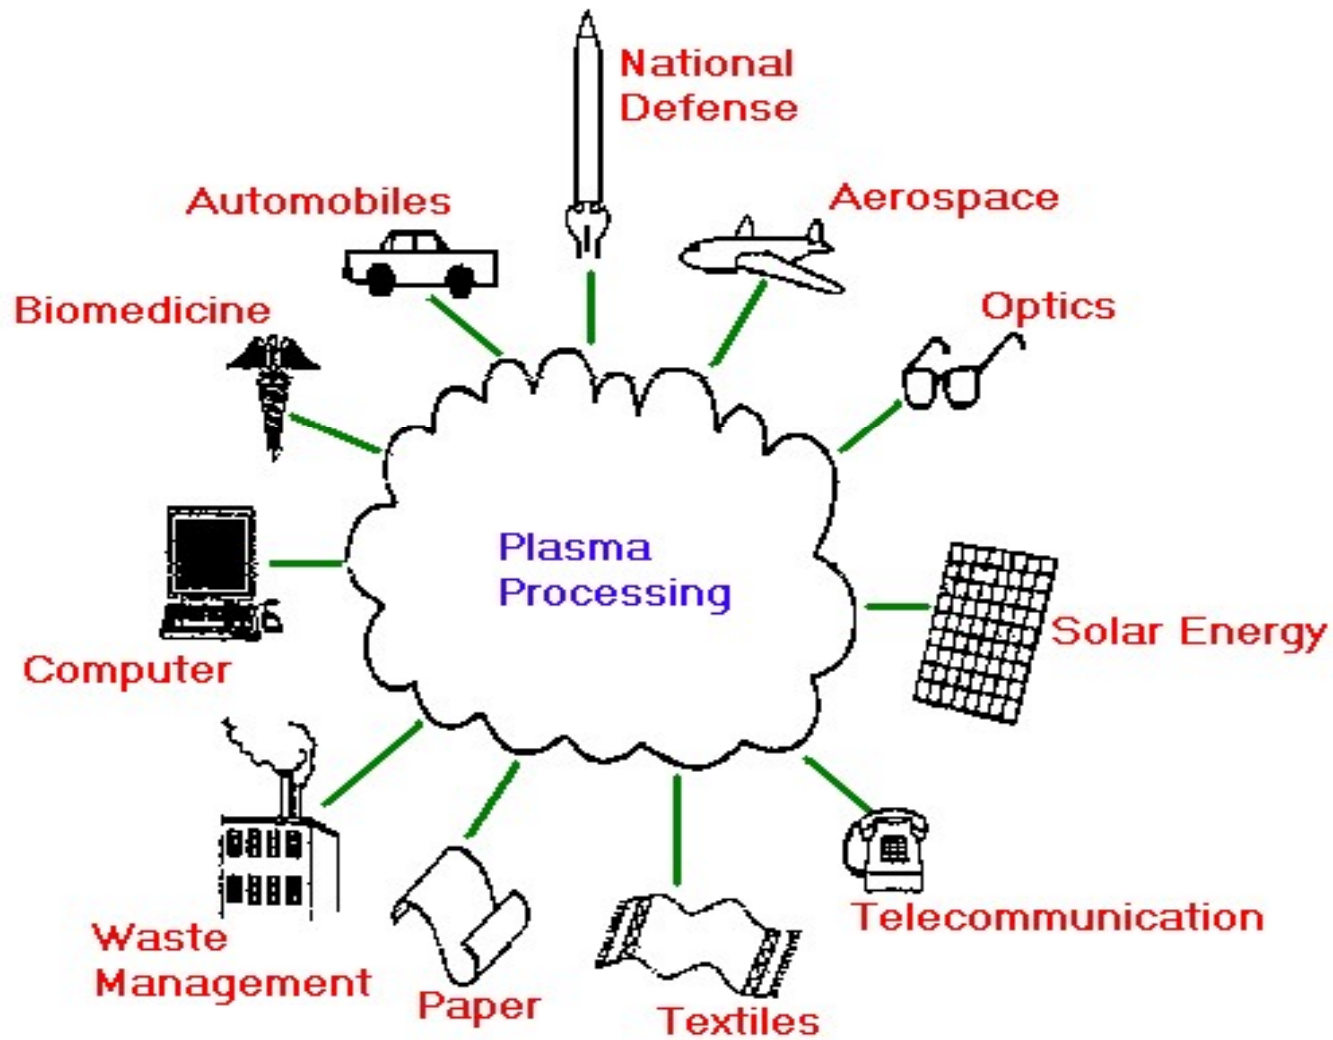 National
Defense
Automobiles
Aerospace
Biomedicine
Optics
Plasma
Processing
Solar Energy
Computer
Telecommunication
Waste
Management
Paper
Textiles